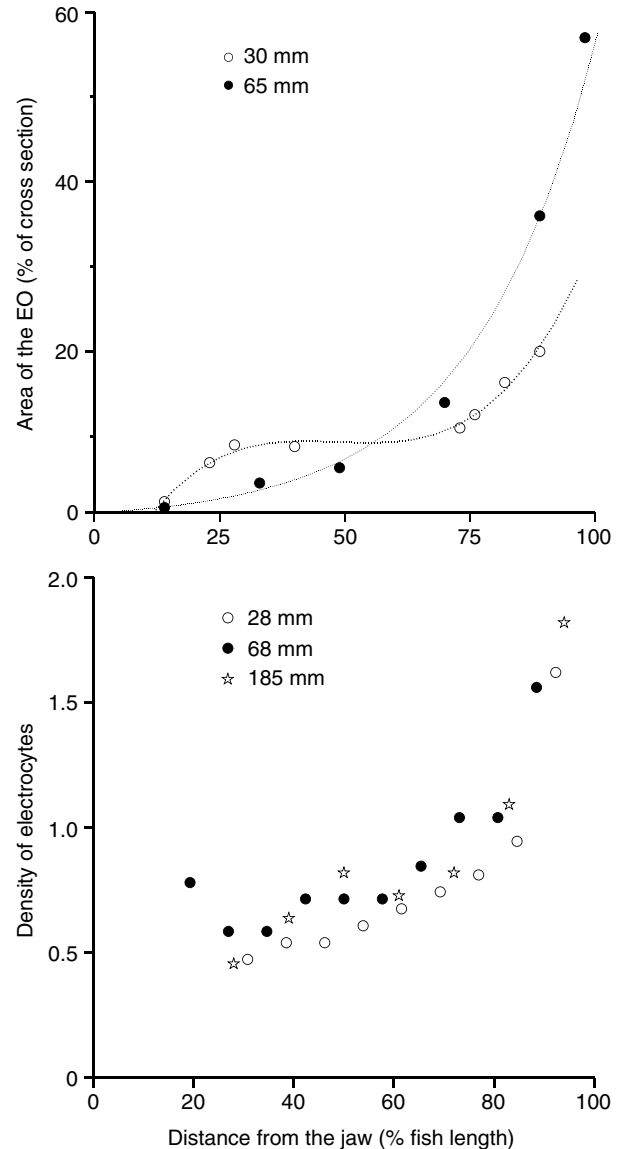 60
30 mm
65 mm
40
20
0
Area of the EO (% of cross section)
0 25 50 75 100
2.0
28 mm
68 mm
185 mm
1.5
1.0
0.5
0
Density of electrocytes
0 20 40 60 80 100
Distance from the jaw (% fish length)